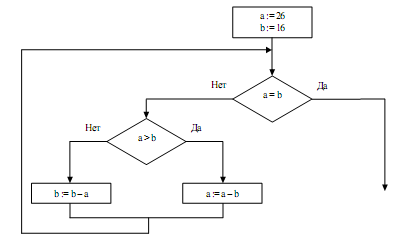 a := 26
b := 16
a = b
Нет
Да
a > b
Нет
Да
b := b – a
a := a – b